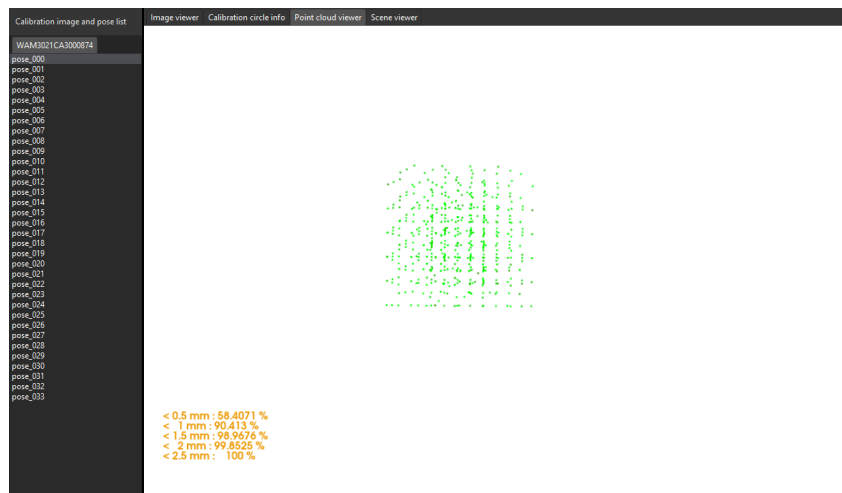 Calibration image and pose list
Image viewer Calibration circle info Point cloud viewer Scene viewer
WAM3021CA3000874
pose_000
pose_001
pose_002
pose_003
pose_004
pose_005
pose_006
pose_007
pose_008
pose_009
pose_010
pose_011
pose_012
pose_013
pose_014
pose_015
pose_016
pose_017
pose_018
pose_019
pose_020
pose_021
pose_022
pose_023
pose_024
pose_025
pose_026
pose_027
pose_028
pose_029
pose_030
pose_031
pose_032
pose_033
< 0.5 mm : 58.4071 %
< 1 mm : 90.413 %
< 1.5 mm : 98.9676 %
< 2 mm : 99.8525 %
< 2.5 mm : 100 %